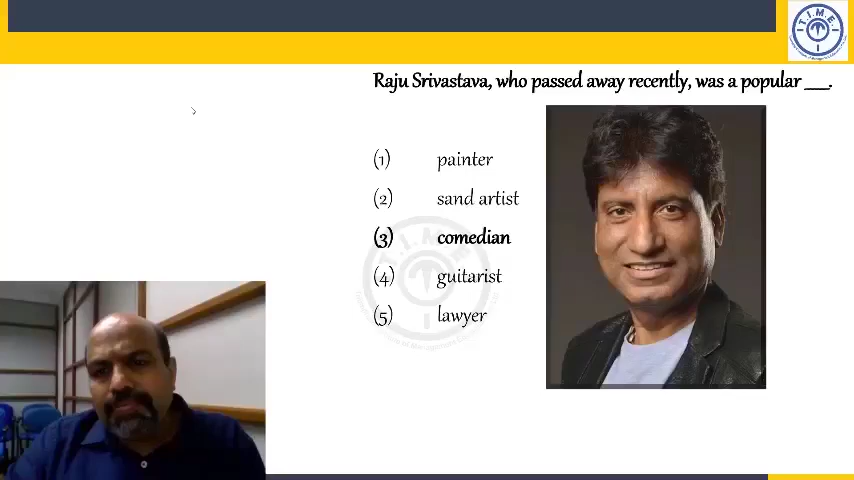 T.I.M.E.
Raju Srivastava, who passed away recently, was a popular ___.
(1) painter
(2) sand artist
(3) comedian
(4) guitarist
(5) lawyer
T.I.M.E.